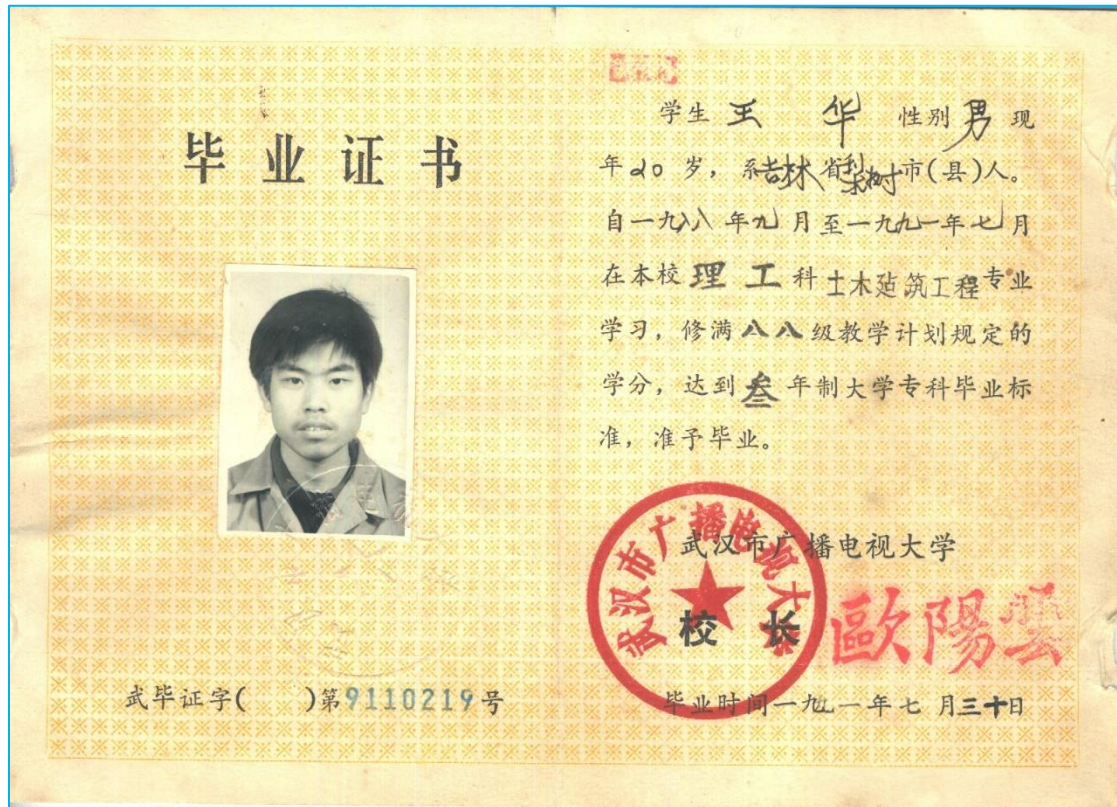 毕业证书
武毕证字(　　)第9110219号
已登记
学生 王 华 性别 男 现
年20岁，系吉林省梨树市(县)人。
自一九八八年九月至一九九一年七月
在本校理工科土木建筑工程专业
学习，修满八八级教学计划规定的
学分，达到叁年制大学专科毕业标
准，准予毕业。
武汉市广播电视大学
武汉市广播电视大学
校 长 歐陽雲
毕业时间一九九一年七月三十日